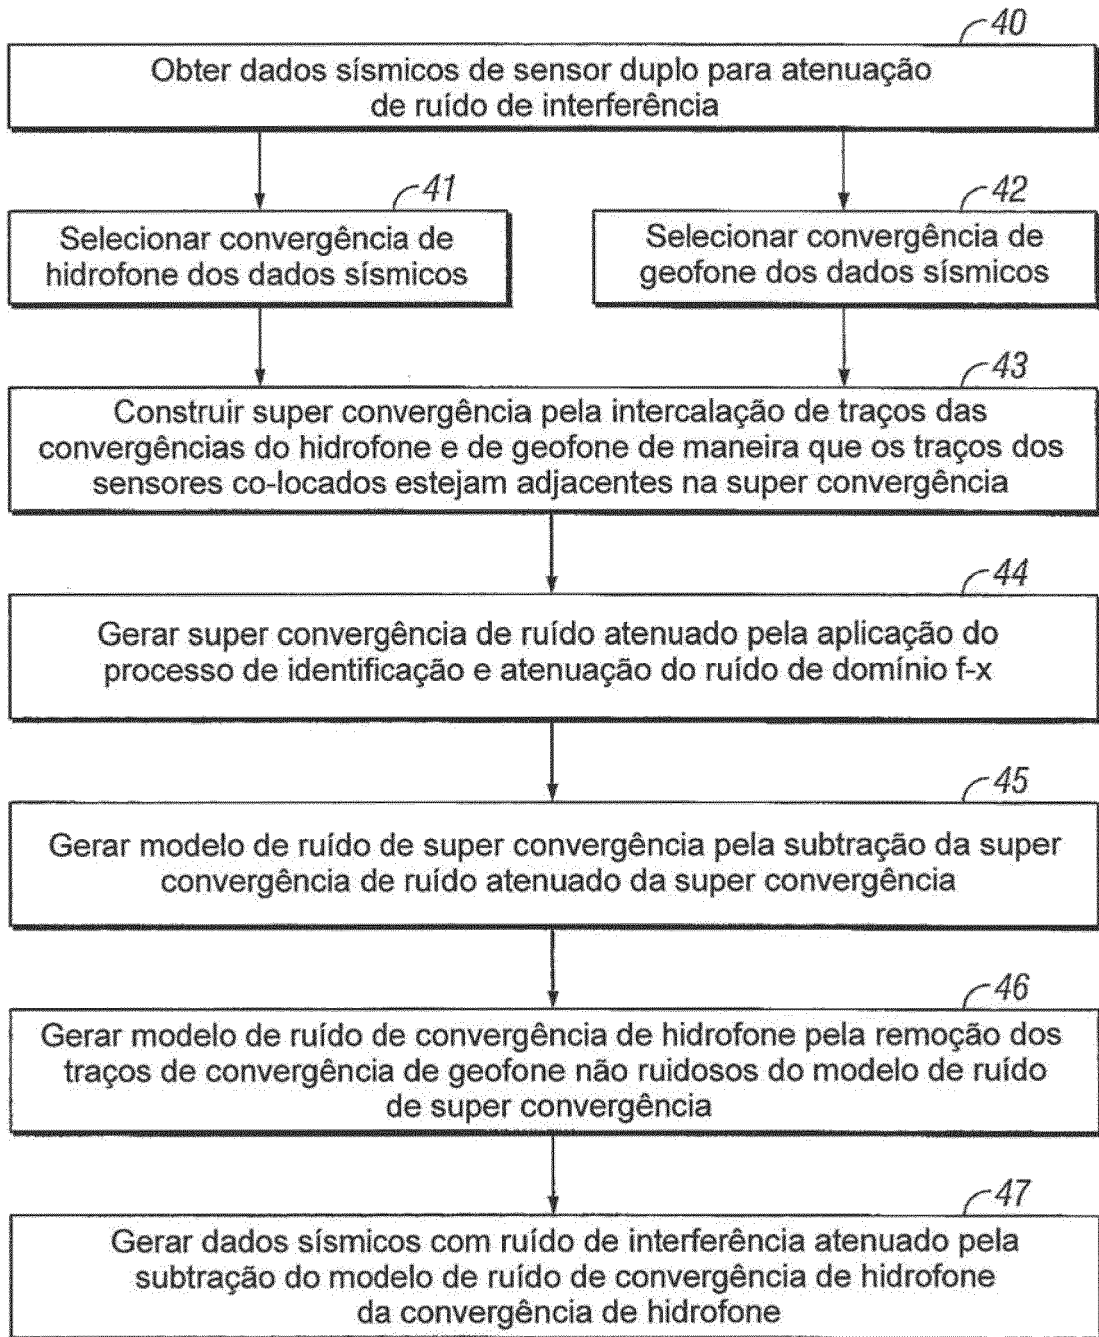 40
Obter dados sísmicos de sensor duplo para atenuação
de ruído de interferência
41
Selecionar convergência de
hidrofone dos dados sísmicos
42
Selecionar convergência de
geofone dos dados sísmicos
43
Construir super convergência pela intercalação de traços das
convergências do hidrofone e de geofone de maneira que os traços dos
sensores co-locados estejam adjacentes na super convergência
44
Gerar super convergência de ruído atenuado pela aplicação do
processo de identificação e atenuação do ruído de domínio f-x
45
Gerar modelo de ruído de super convergência pela subtração da super
convergência de ruído atenuado da super convergência
46
Gerar modelo de ruído de convergência de hidrofone pela remoção dos
traços de convergência de geofone não ruidosos do modelo de ruído
de super convergência
47
Gerar dados sísmicos com ruído de interferência atenuado pela
subtração do modelo de ruído de convergência de hidrofone
da convergência de hidrofone